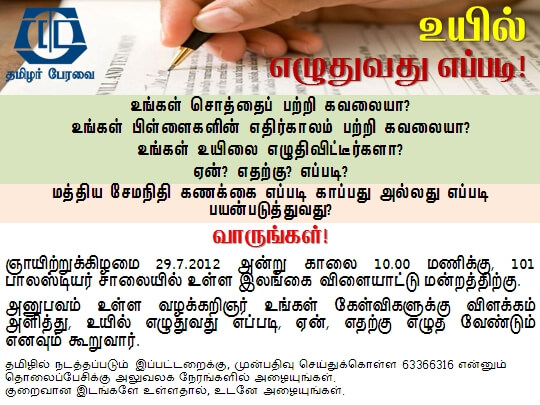 தமிழர் பேரவை
WILL AND TESTAMENT
உயில்
எழுதுவது எப்படி!
உங்கள் சொத்தைப் பற்றி கவலையா?
உங்கள் பிள்ளைகளின் எதிர்காலம் பற்றி கவலையா?
உங்கள் உயிலை எழுதிவிட்டீர்களா?
ஏன்? எதற்கு? எப்படி?
மத்திய சேமநிதி கணக்கை எப்படி காப்பது அல்லது எப்படி
பயன்படுத்துவது?
வாருங்கள்!
ஞாயிற்றுக்கிழமை 29.7.2012 அன்று காலை 10.00 மணிக்கு, 101
பாலஸ்டியர் சாலையில் உள்ள இலங்கை விளையாட்டு மன்றத்திற்கு.
அனுபவம் உள்ள வழக்கறிஞர் உங்கள் கேள்விகளுக்கு விளக்கம்
அளித்து, உயில் எழுதுவது எப்படி, ஏன், எதற்கு எழுத வேண்டும்
எனவும் கூறுவார்.
தமிழில் நடத்தப்படும் இப்பட்டறைக்கு, முன்பதிவு செய்துக்கொள்ள 63366316 என்னும்
தொலைப்பேசிக்கு அலுவலக நேரங்களில் அழையுங்கள்.
குறைவான இடங்களே உள்ளதால், உடனே அழையுங்கள்.